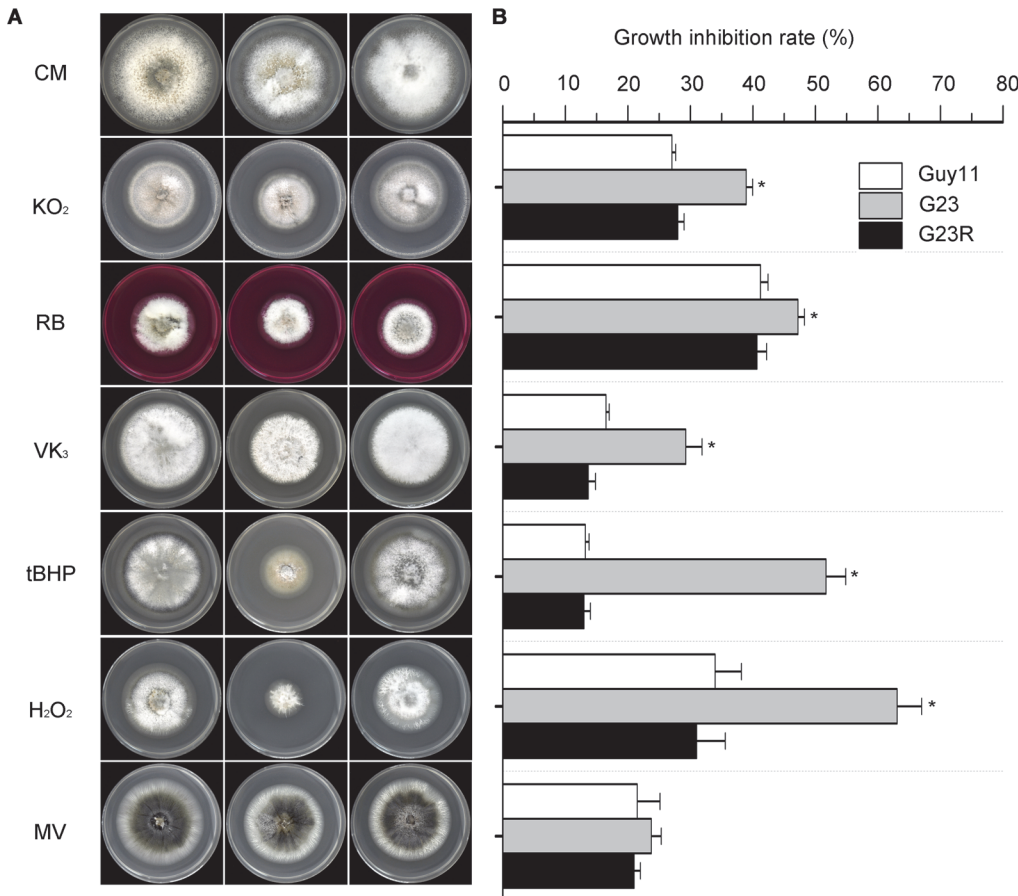 A
B
Growth inhibition rate (%)
0 10 20 30 40 50 60 70 80
CM
KO₂
RB
VK₃
tBHP
H₂O₂
MV
Guy11
G23
G23R
*
*
*
*
*